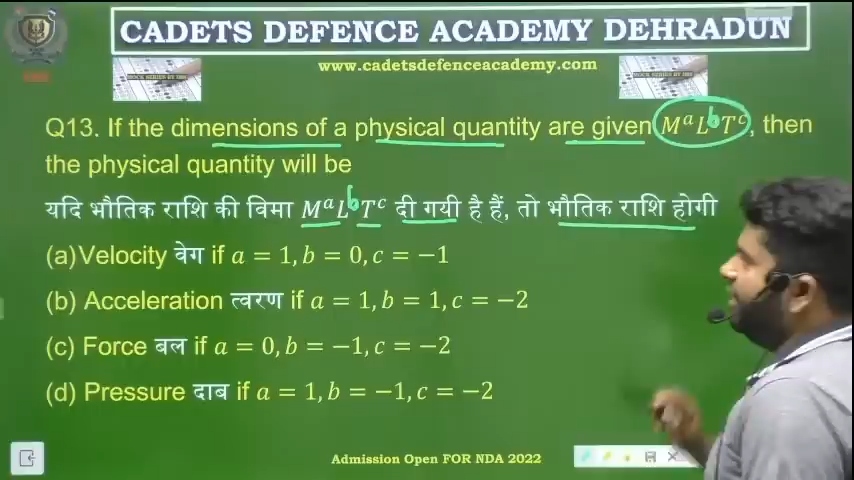 CADETS DEFENCE ACADEMY DEHRADUN
www.cadetsdefenceacademy.com
Q13. If the dimensions of a physical quantity are given MᵃLᵇTᶜ, then
the physical quantity will be
यदि भौतिक राशि की विमा MᵃLᵇTᶜ दी गयी है हैं, तो भौतिक राशि होगी
(a)Velocity वेग if a = 1, b = 0, c = −1
(b) Acceleration त्वरण if a = 1, b = 1, c = −2
(c) Force बल if a = 0, b = −1, c = −2
(d) Pressure दाब if a = 1, b = −1, c = −2
Admission Open FOR NDA 2022